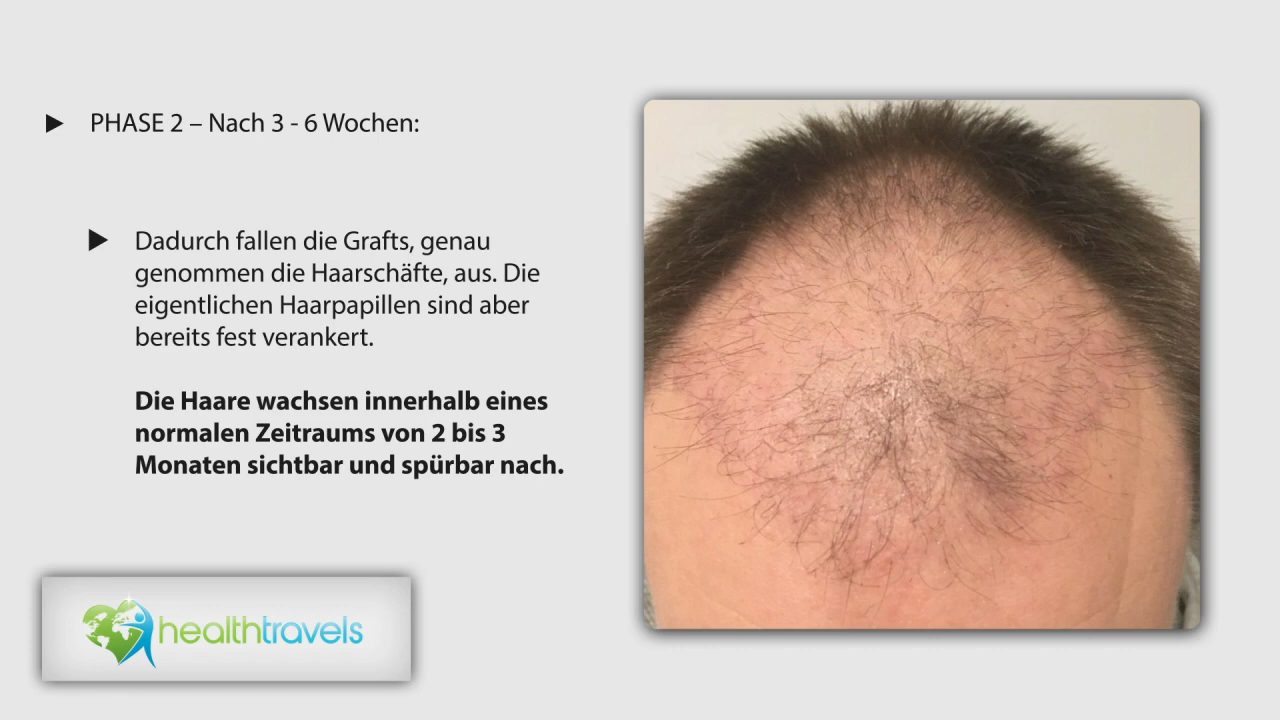 PHASE 2 – Nach 3 - 6 Wochen:
Dadurch fallen die Grafts, genau
genommen die Haarschäfte, aus. Die
eigentlichen Haarpapillen sind aber
bereits fest verankert.
Die Haare wachsen innerhalb eines
normalen Zeitraums von 2 bis 3
Monaten sichtbar und spürbar nach.
healthtravels